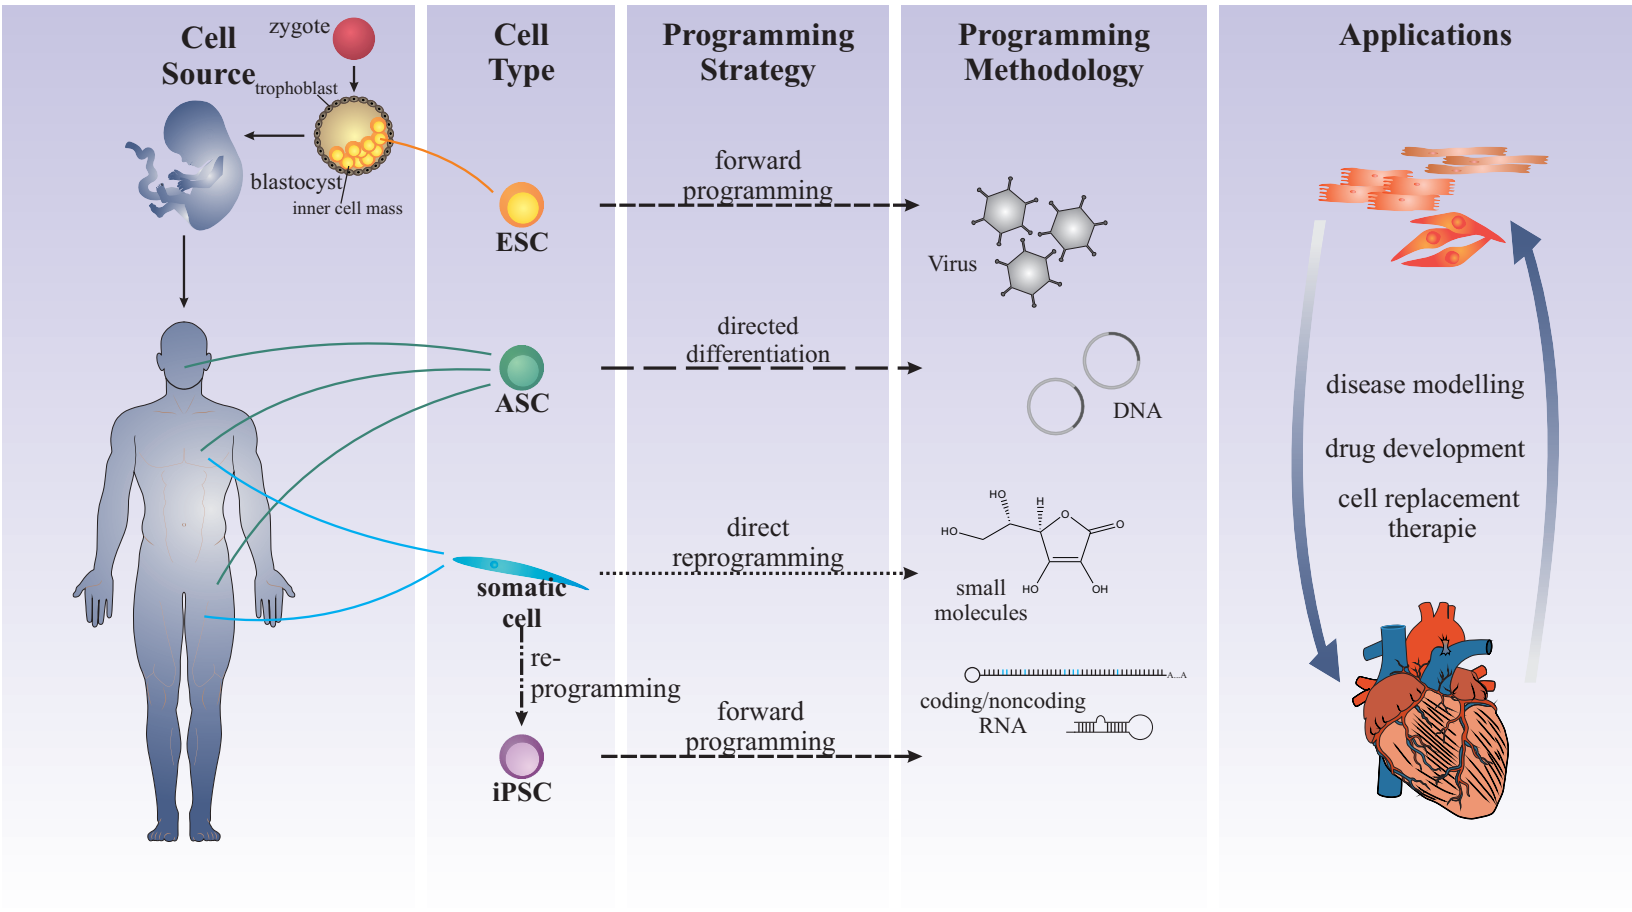 Cell
Source
zygote
trophoblast
blastocyst
inner cell mass
Cell
Type
ESC
ASC
somatic
cell
re-
programming
iPSC
Programming
Strategy
forward
programming
directed
differentiation
direct
reprogramming
forward
programming
Programming
Methodology
Virus
DNA
HO
H
O
O
HO
HO
OH
small
molecules
A...A
coding/noncoding
RNA
Applications
disease modelling
drug development
cell replacement
therapie